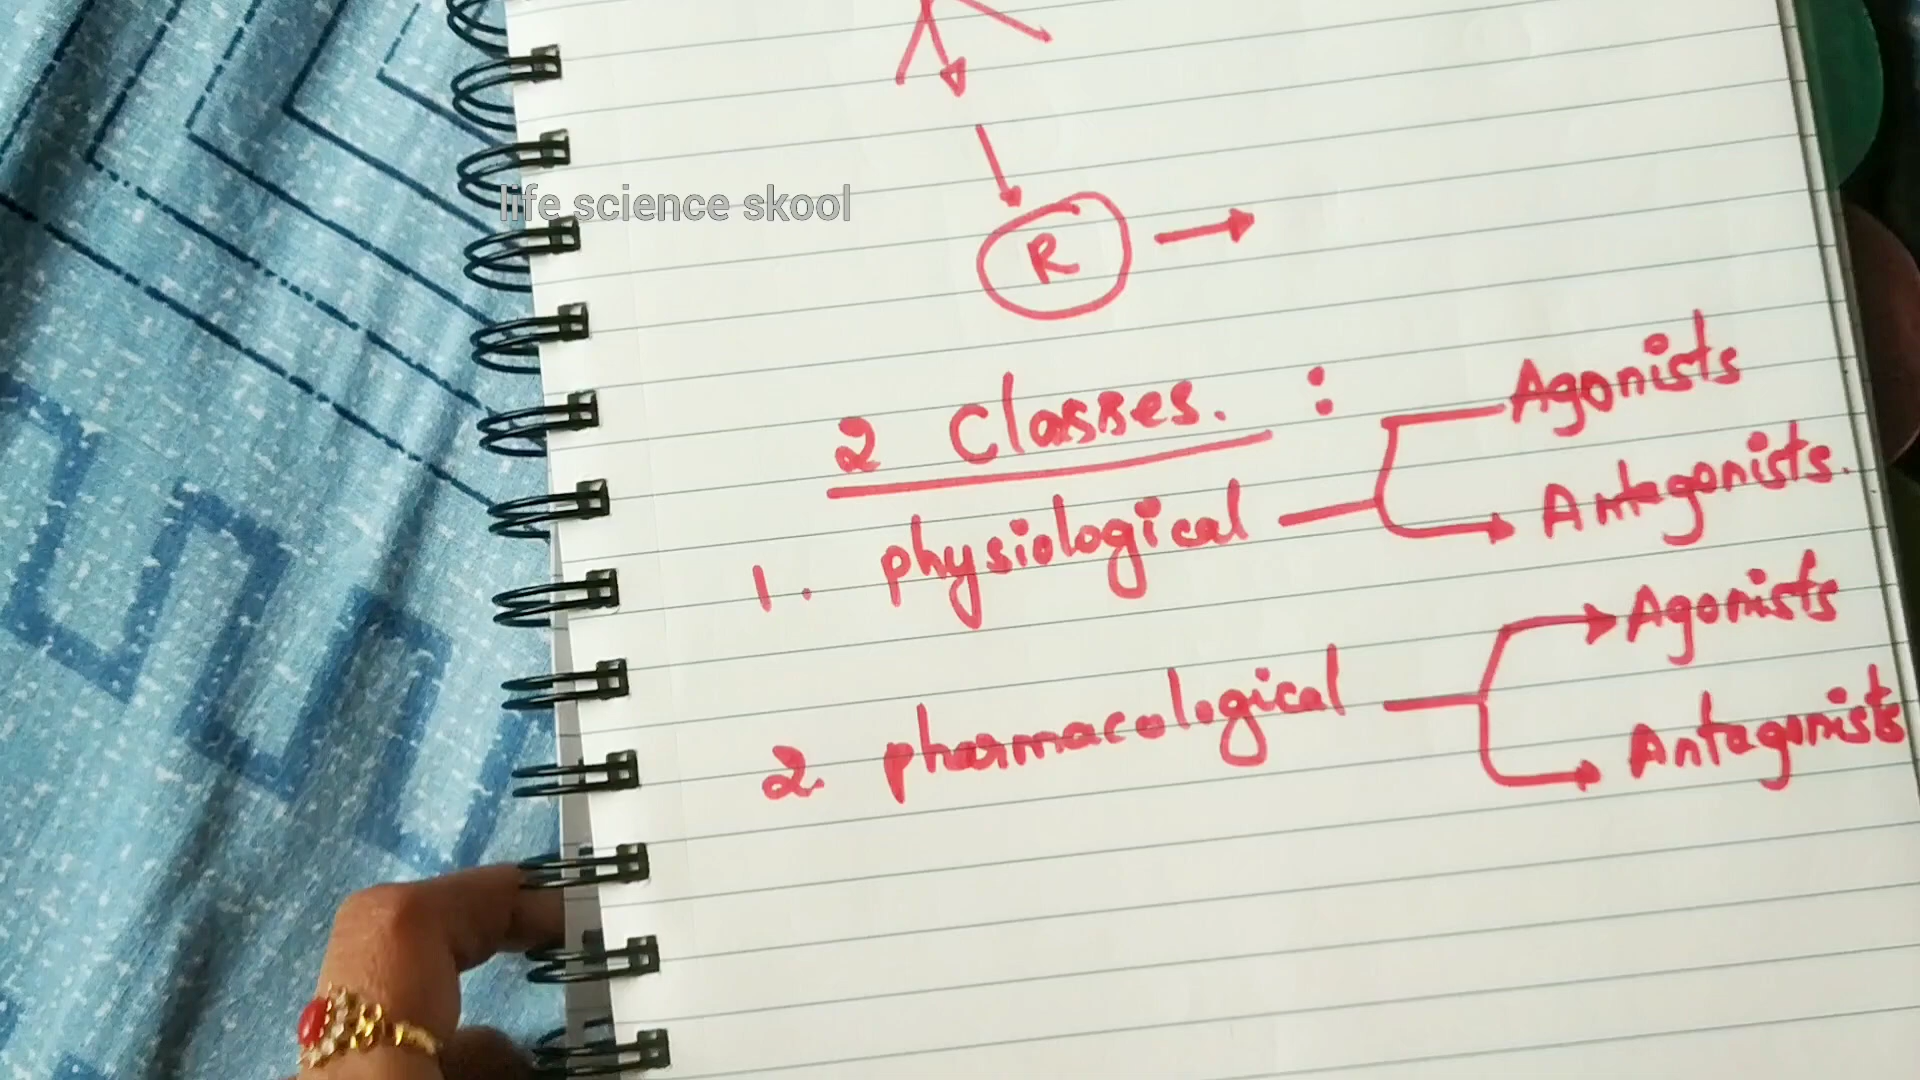 life science skool
R
2 Classes. :
1. physiological
Agonists
Antagonists.
2. pharmacological
Agonists
Antagonists